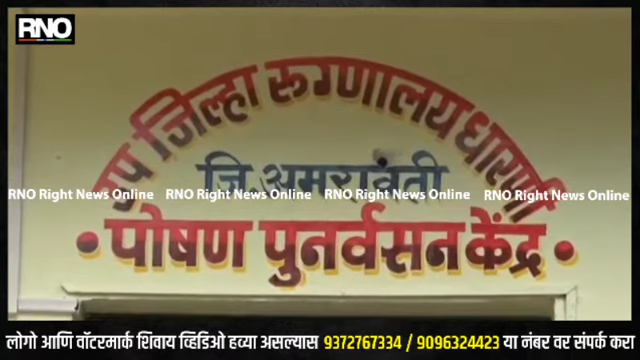 RNO
उप जिल्हा रुग्णालय धारणी
जि. अमरावती
RNO Right News Online RNO Right News Online RNO Right News Online RNO Right News Online
• पोषण पुनर्वसन केंद्र •
लोगो आणि वॉटरमार्क शिवाय व्हिडिओ हव्या असल्यास 9372767334 / 9096324423 या नंबर वर संपर्क करा